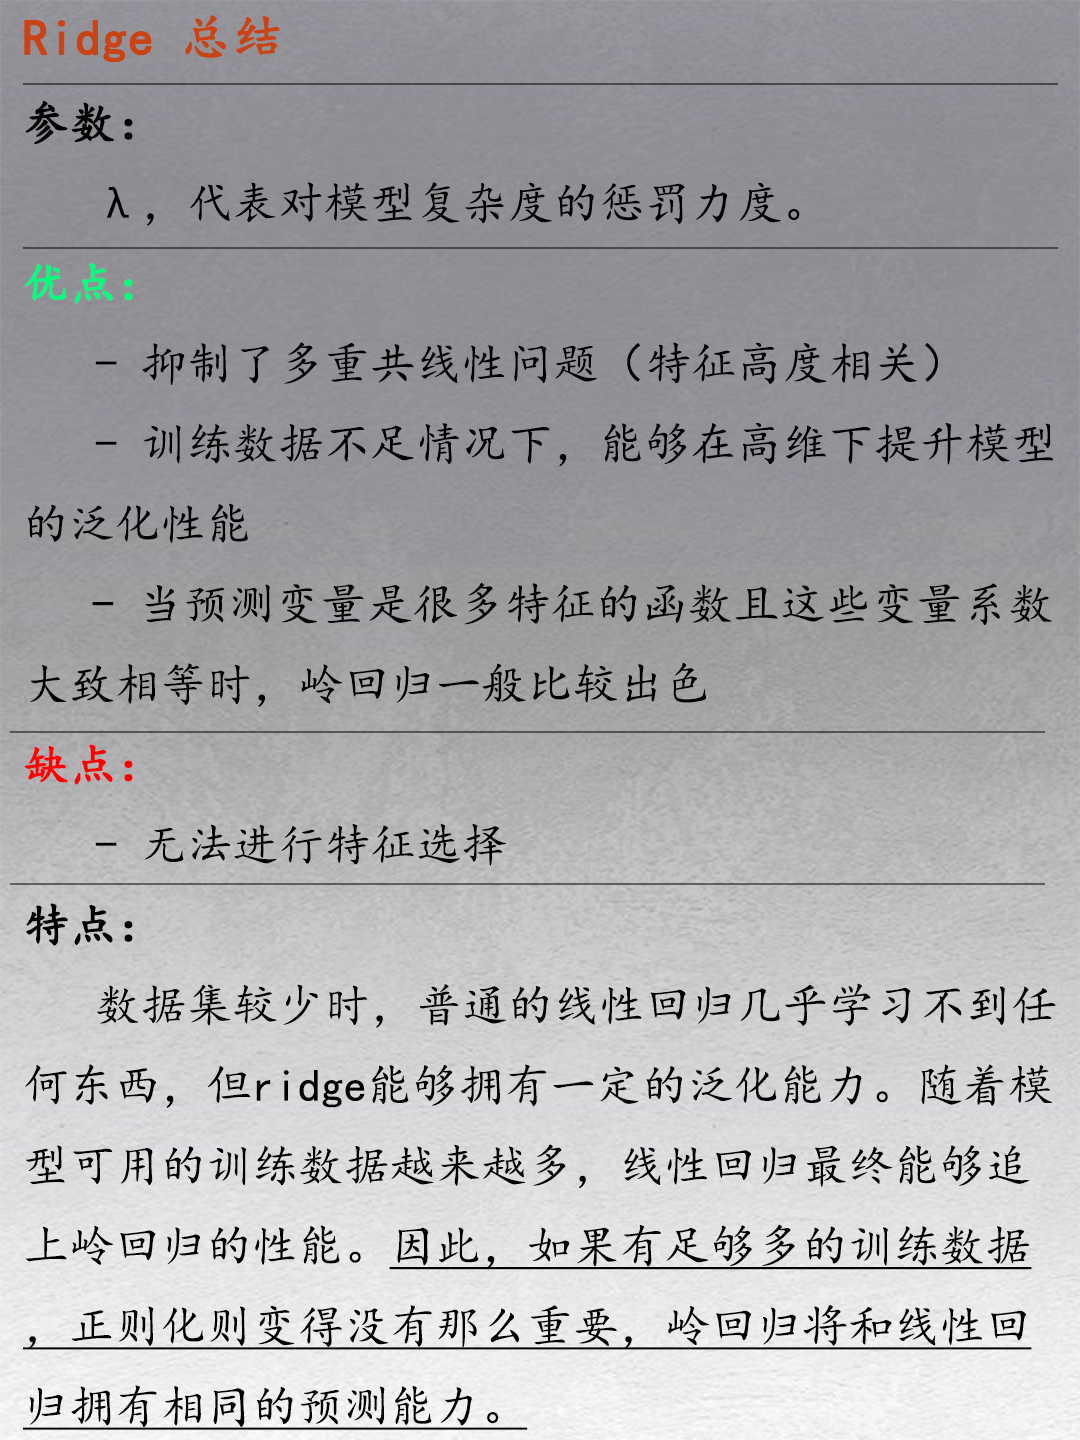 Ridge 总结
参数：
λ，代表对模型复杂度的惩罚力度。
优点：
- 抑制了多重共线性问题（特征高度相关）
- 训练数据不足情况下，能够在高维下提升模型
的泛化性能
- 当预测变量是很多特征的函数且这些变量系数
大致相等时，岭回归一般比较出色
缺点：
- 无法进行特征选择
特点：
数据集较少时，普通的线性回归几乎学习不到任
何东西，但ridge能够拥有一定的泛化能力。随着模
型可用的训练数据越来越多，线性回归最终能够追
上岭回归的性能。因此，如果有足够多的训练数据
，正则化则变得没有那么重要，岭回归将和线性回
归拥有相同的预测能力。